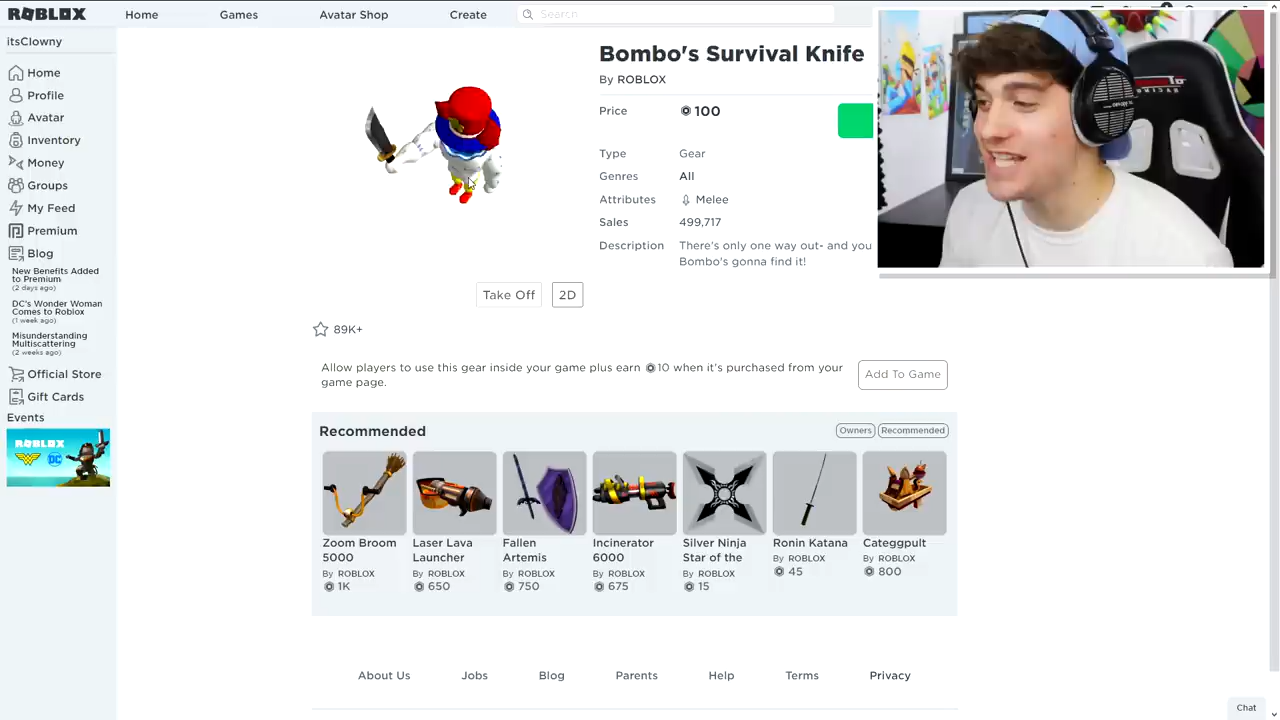 ROBLOX
Home
Games
Avatar Shop
Create
Search
itsClowny
Home
Profile
Avatar
Inventory
Money
Groups
My Feed
Premium
Blog
New Benefits Added
to Premium
(2 days ago)
DC's Wonder Woman
Comes to Roblox
(1 week ago)
Misunderstanding
Multiscattering
(2 weeks ago)
Official Store
Gift Cards
Events
ROBLOX
DC
Bombo's Survival Knife
By ROBLOX
Price 100
Type Gear
Genres All
Attributes Melee
Sales 499,717
Description There's only one way out- and you
Bombo's gonna find it!
Take Off
2D
89K+
Allow players to use this gear inside your game plus earn 10 when it's purchased from your
game page.
Add To Game
Recommended
Owners
Recommended
Zoom Broom
5000
By ROBLOX
1K
Laser Lava
Launcher
By ROBLOX
650
Fallen
Artemis
By ROBLOX
750
Incinerator
6000
By ROBLOX
675
Silver Ninja
Star of the
By ROBLOX
15
Ronin Katana
By ROBLOX
45
Categgpult
By ROBLOX
800
About Us
Jobs
Blog
Parents
Help
Terms
Privacy
Chat